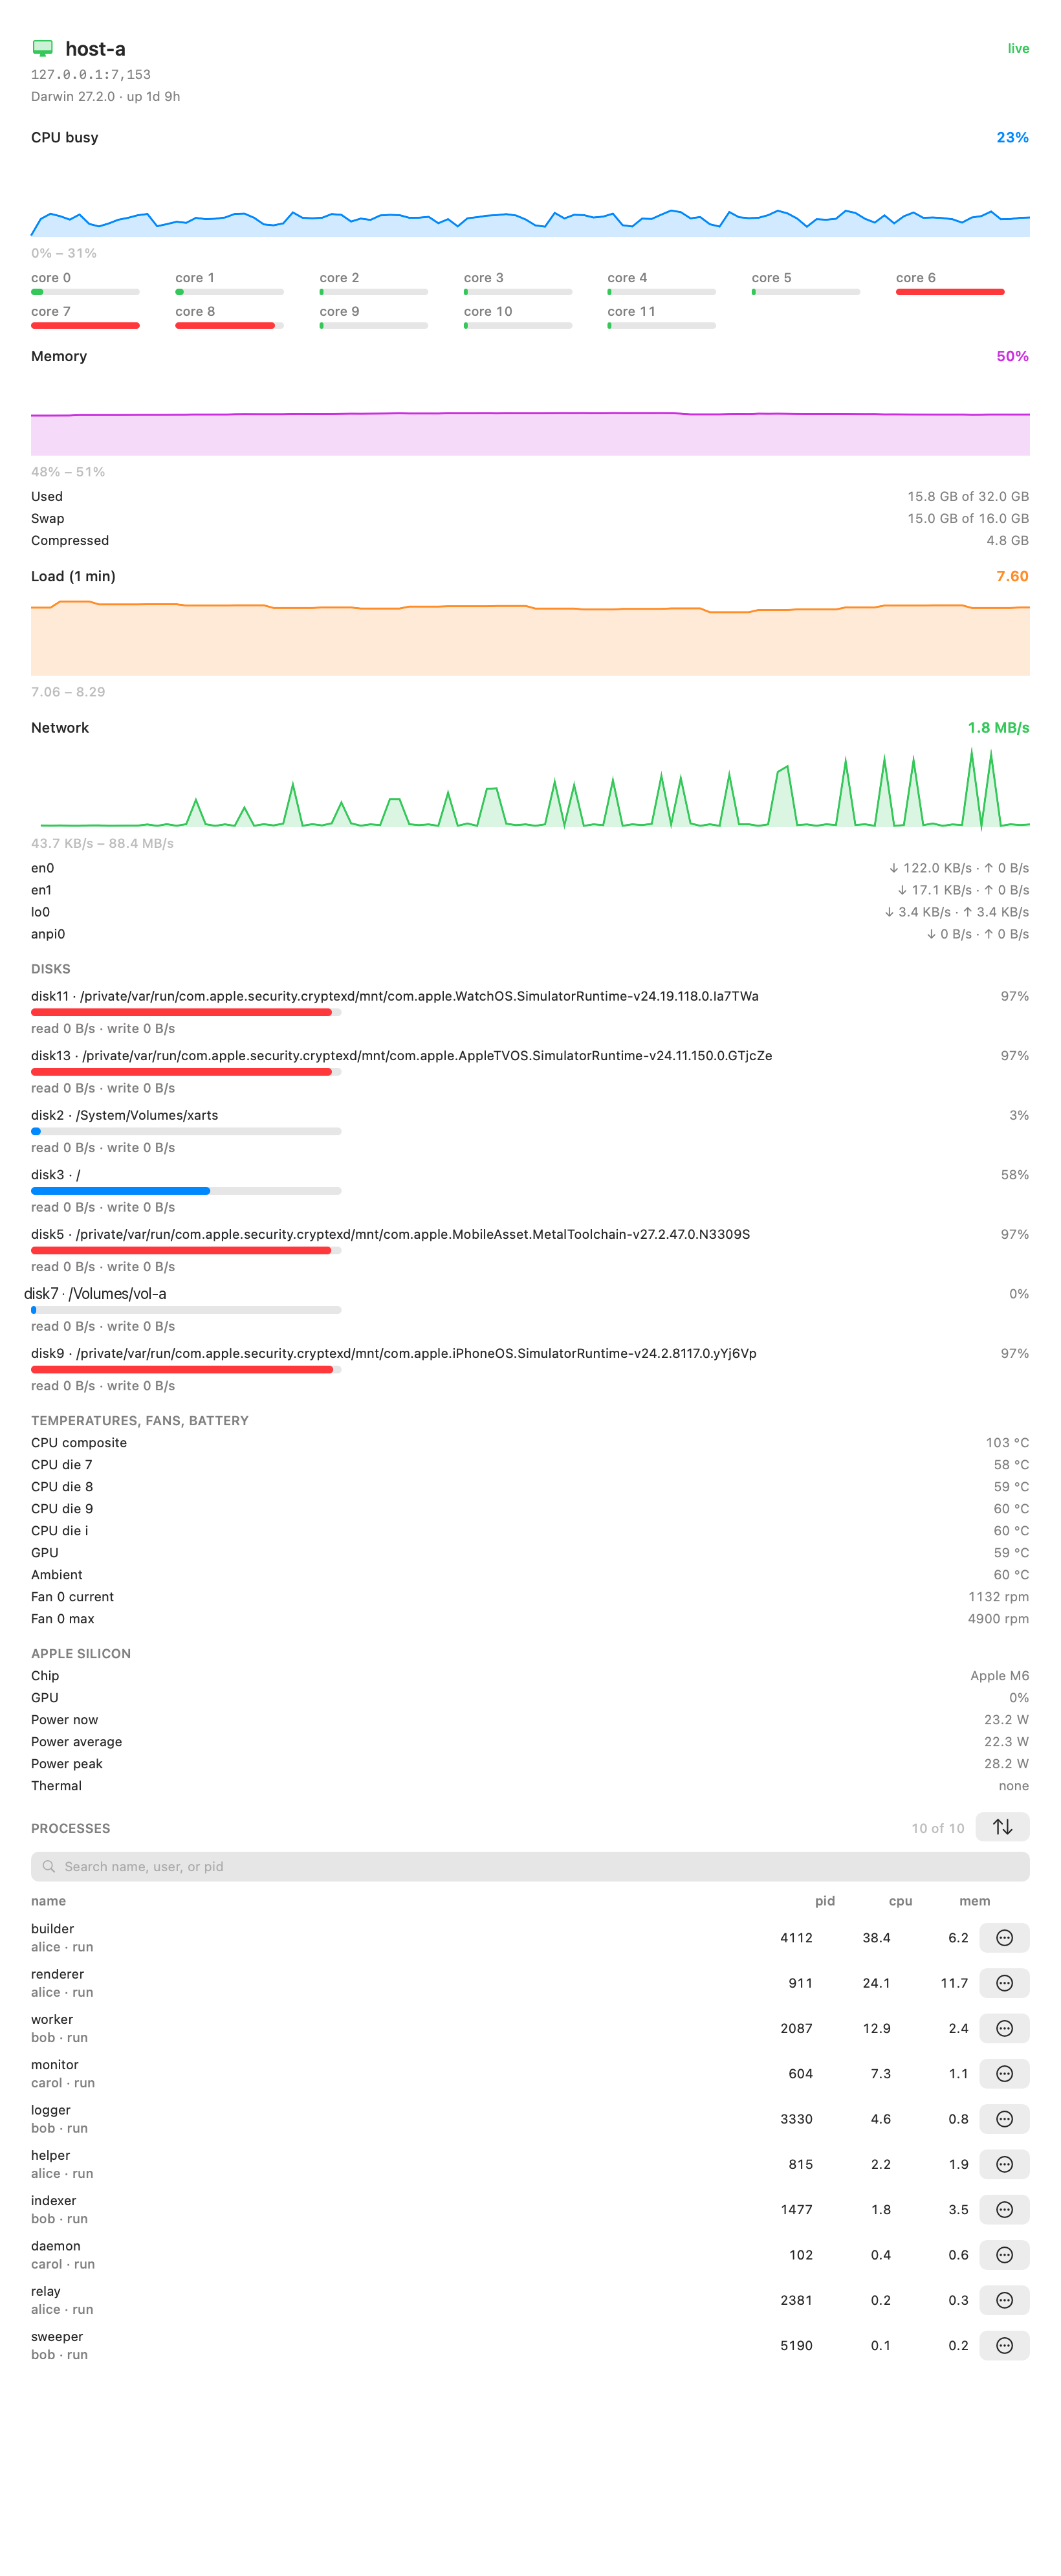 host-a
live
127.0.0.1:7,153
Darwin 27.2.0 · up 1d 9h
CPU busy
23%
0% – 31%
core 0
core 1
core 2
core 3
core 4
core 5
core 6
core 7
core 8
core 9
core 10
core 11
Memory
50%
48% – 51%
Used
15.8 GB of 32.0 GB
Swap
15.0 GB of 16.0 GB
Compressed
4.8 GB
Load (1 min)
7.60
7.06 – 8.29
Network
1.8 MB/s
43.7 KB/s – 88.4 MB/s
en0
↓ 122.0 KB/s · ↑ 0 B/s
en1
↓ 17.1 KB/s · ↑ 0 B/s
lo0
↓ 3.4 KB/s · ↑ 3.4 KB/s
anpi0
↓ 0 B/s · ↑ 0 B/s
DISKS
disk11 · /private/var/run/com.apple.security.cryptexd/mnt/com.apple.WatchOS.SimulatorRuntime-v24.19.118.0.Ia7TWa
97%
read 0 B/s · write 0 B/s
disk13 · /private/var/run/com.apple.security.cryptexd/mnt/com.apple.AppleTVOS.SimulatorRuntime-v24.11.150.0.GTjcZe
97%
read 0 B/s · write 0 B/s
disk2 · /System/Volumes/xarts
3%
read 0 B/s · write 0 B/s
disk3 · /
58%
read 0 B/s · write 0 B/s
disk5 · /private/var/run/com.apple.security.cryptexd/mnt/com.apple.MobileAsset.MetalToolchain-v27.2.47.0.N3309S
97%
read 0 B/s · write 0 B/s
disk7 · /Volumes/vol-a
0%
read 0 B/s · write 0 B/s
disk9 · /private/var/run/com.apple.security.cryptexd/mnt/com.apple.iPhoneOS.SimulatorRuntime-v24.2.8117.0.yYj6Vp
97%
read 0 B/s · write 0 B/s
TEMPERATURES, FANS, BATTERY
CPU composite
103 °C
CPU die 7
58 °C
CPU die 8
59 °C
CPU die 9
60 °C
CPU die i
60 °C
GPU
59 °C
Ambient
60 °C
Fan 0 current
1132 rpm
Fan 0 max
4900 rpm
APPLE SILICON
Chip
Apple M6
GPU
0%
Power now
23.2 W
Power average
22.3 W
Power peak
28.2 W
Thermal
none
PROCESSES
10 of 10
Search name, user, or pid
name pid cpu mem
builder
alice · run
4112 38.4 6.2
renderer
alice · run
911 24.1 11.7
worker
bob · run
2087 12.9 2.4
monitor
carol · run
604 7.3 1.1
logger
bob · run
3330 4.6 0.8
helper
alice · run
815 2.2 1.9
indexer
bob · run
1477 1.8 3.5
daemon
carol · run
102 0.4 0.6
relay
alice · run
2381 0.2 0.3
sweeper
bob · run
5190 0.1 0.2